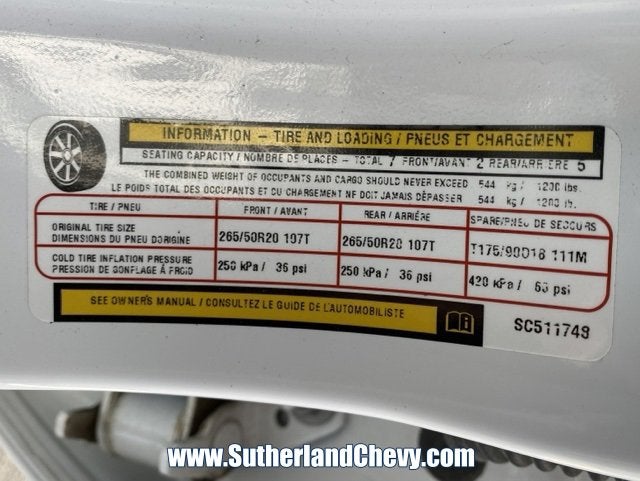 INFORMATION – TIRE AND LOADING / PNEUS ET CHARGEMENT
SEATING CAPACITY / NOMBRE DE PLACES – TOTAL 7 FRONT/AVANT 2 REAR/ARRIERE 5
THE COMBINED WEIGHT OF OCCUPANTS AND CARGO SHOULD NEVER EXCEED 544 kg / 1200 lbs.
LE POIDS TOTAL DES OCCUPANTS ET DU CHARGEMENT NE DOIT JAMAIS DÉPASSER 544 kg / 1200 lbs.
TIRE / PNEU FRONT / AVANT REAR / ARRIÈRE SPARE/PNEU DE SECOURS
ORIGINAL TIRE SIZE
DIMENSIONS DU PNEU DORIGINE 265/50R20 107T 265/50R20 107T T175/90D18 111M
COLD TIRE INFLATION PRESSURE
PRESSION DE GONFLAGE À FROID 250 kPa / 36 psi 250 kPa / 36 psi 420 kPa / 60 psi
SEE OWNER'S MANUAL / CONSULTEZ LE GUIDE DE L'AUTOMOBILISTE
SC511749
www.SutherlandChevy.com